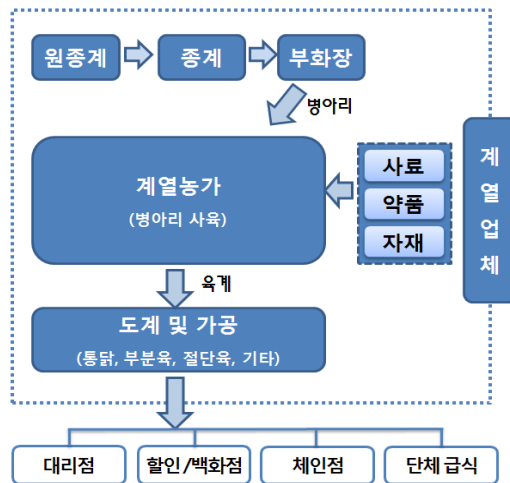 원종계
종계
부화장
병아리
계열농가
(병아리 사육)
사료
약품
자재
계열업체
육계
도계 및 가공
(통닭, 부분육, 절단육, 기타)
대리점
할인/백화점
체인점
단체 급식